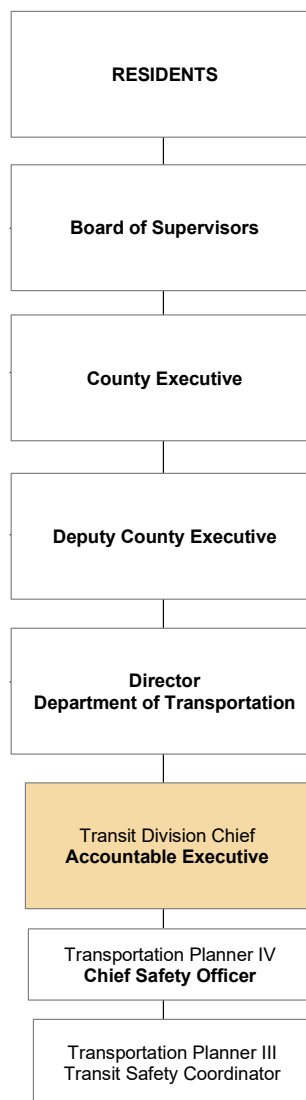 RESIDENTS
Board of Supervisors
County Executive
Deputy County Executive
Director
Department of Transportation
Transit Division Chief
Accountable Executive
Transportation Planner IV
Chief Safety Officer
Transportation Planner III
Transit Safety Coordinator